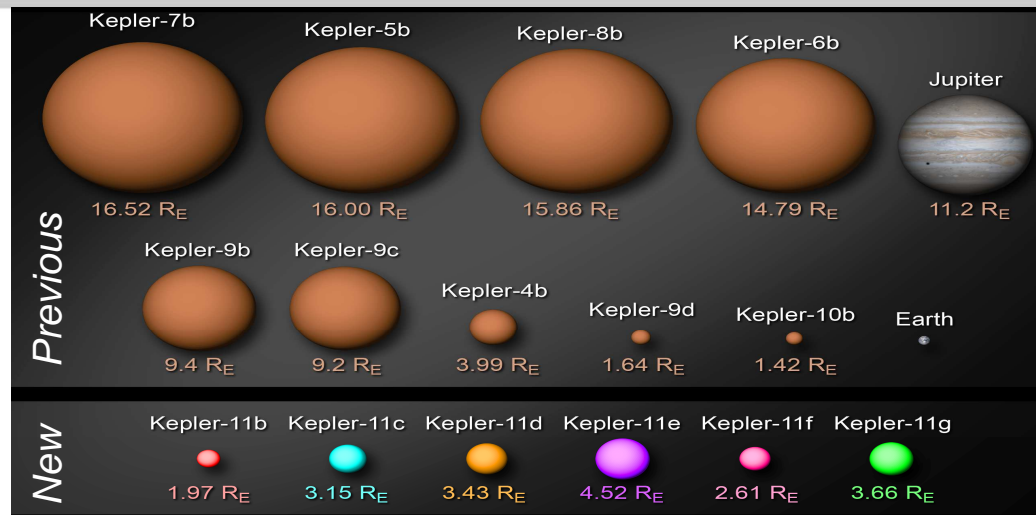 Kepler-7b
Kepler-5b
Kepler-8b
Kepler-6b
Jupiter
16.52 RE
16.00 RE
15.86 RE
14.79 RE
11.2 RE
Previous
Kepler-9b
Kepler-9c
Kepler-4b
Kepler-9d
Kepler-10b
Earth
9.4 RE
9.2 RE
3.99 RE
1.64 RE
1.42 RE
New
Kepler-11b
Kepler-11c
Kepler-11d
Kepler-11e
Kepler-11f
Kepler-11g
1.97 RE
3.15 RE
3.43 RE
4.52 RE
2.61 RE
3.66 RE